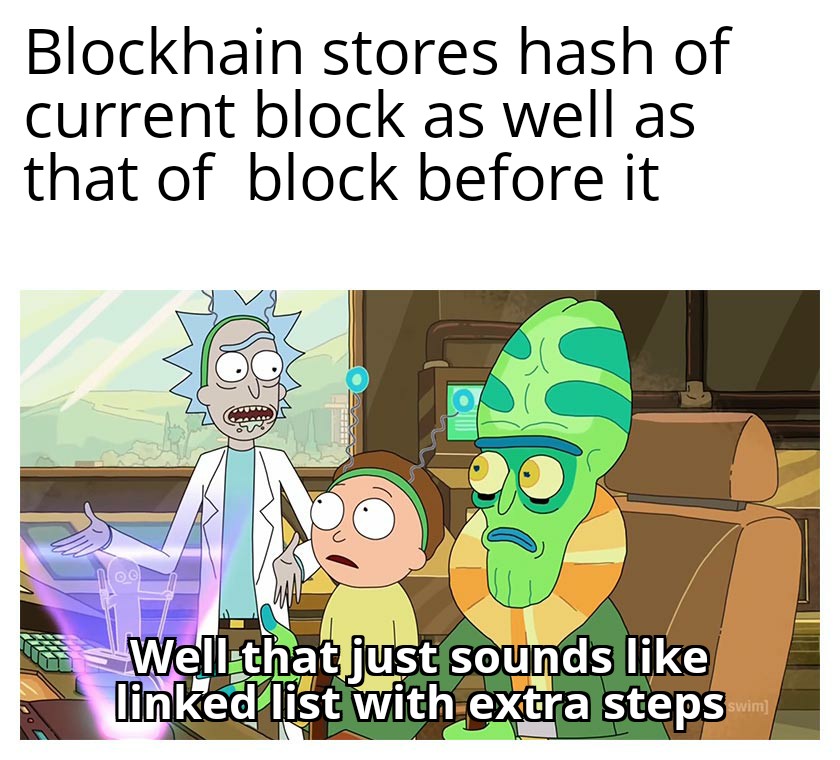 Blockhain stores hash of
current block as well as
that of  block before it
Well that just sounds like
linked list with extra steps
swim]